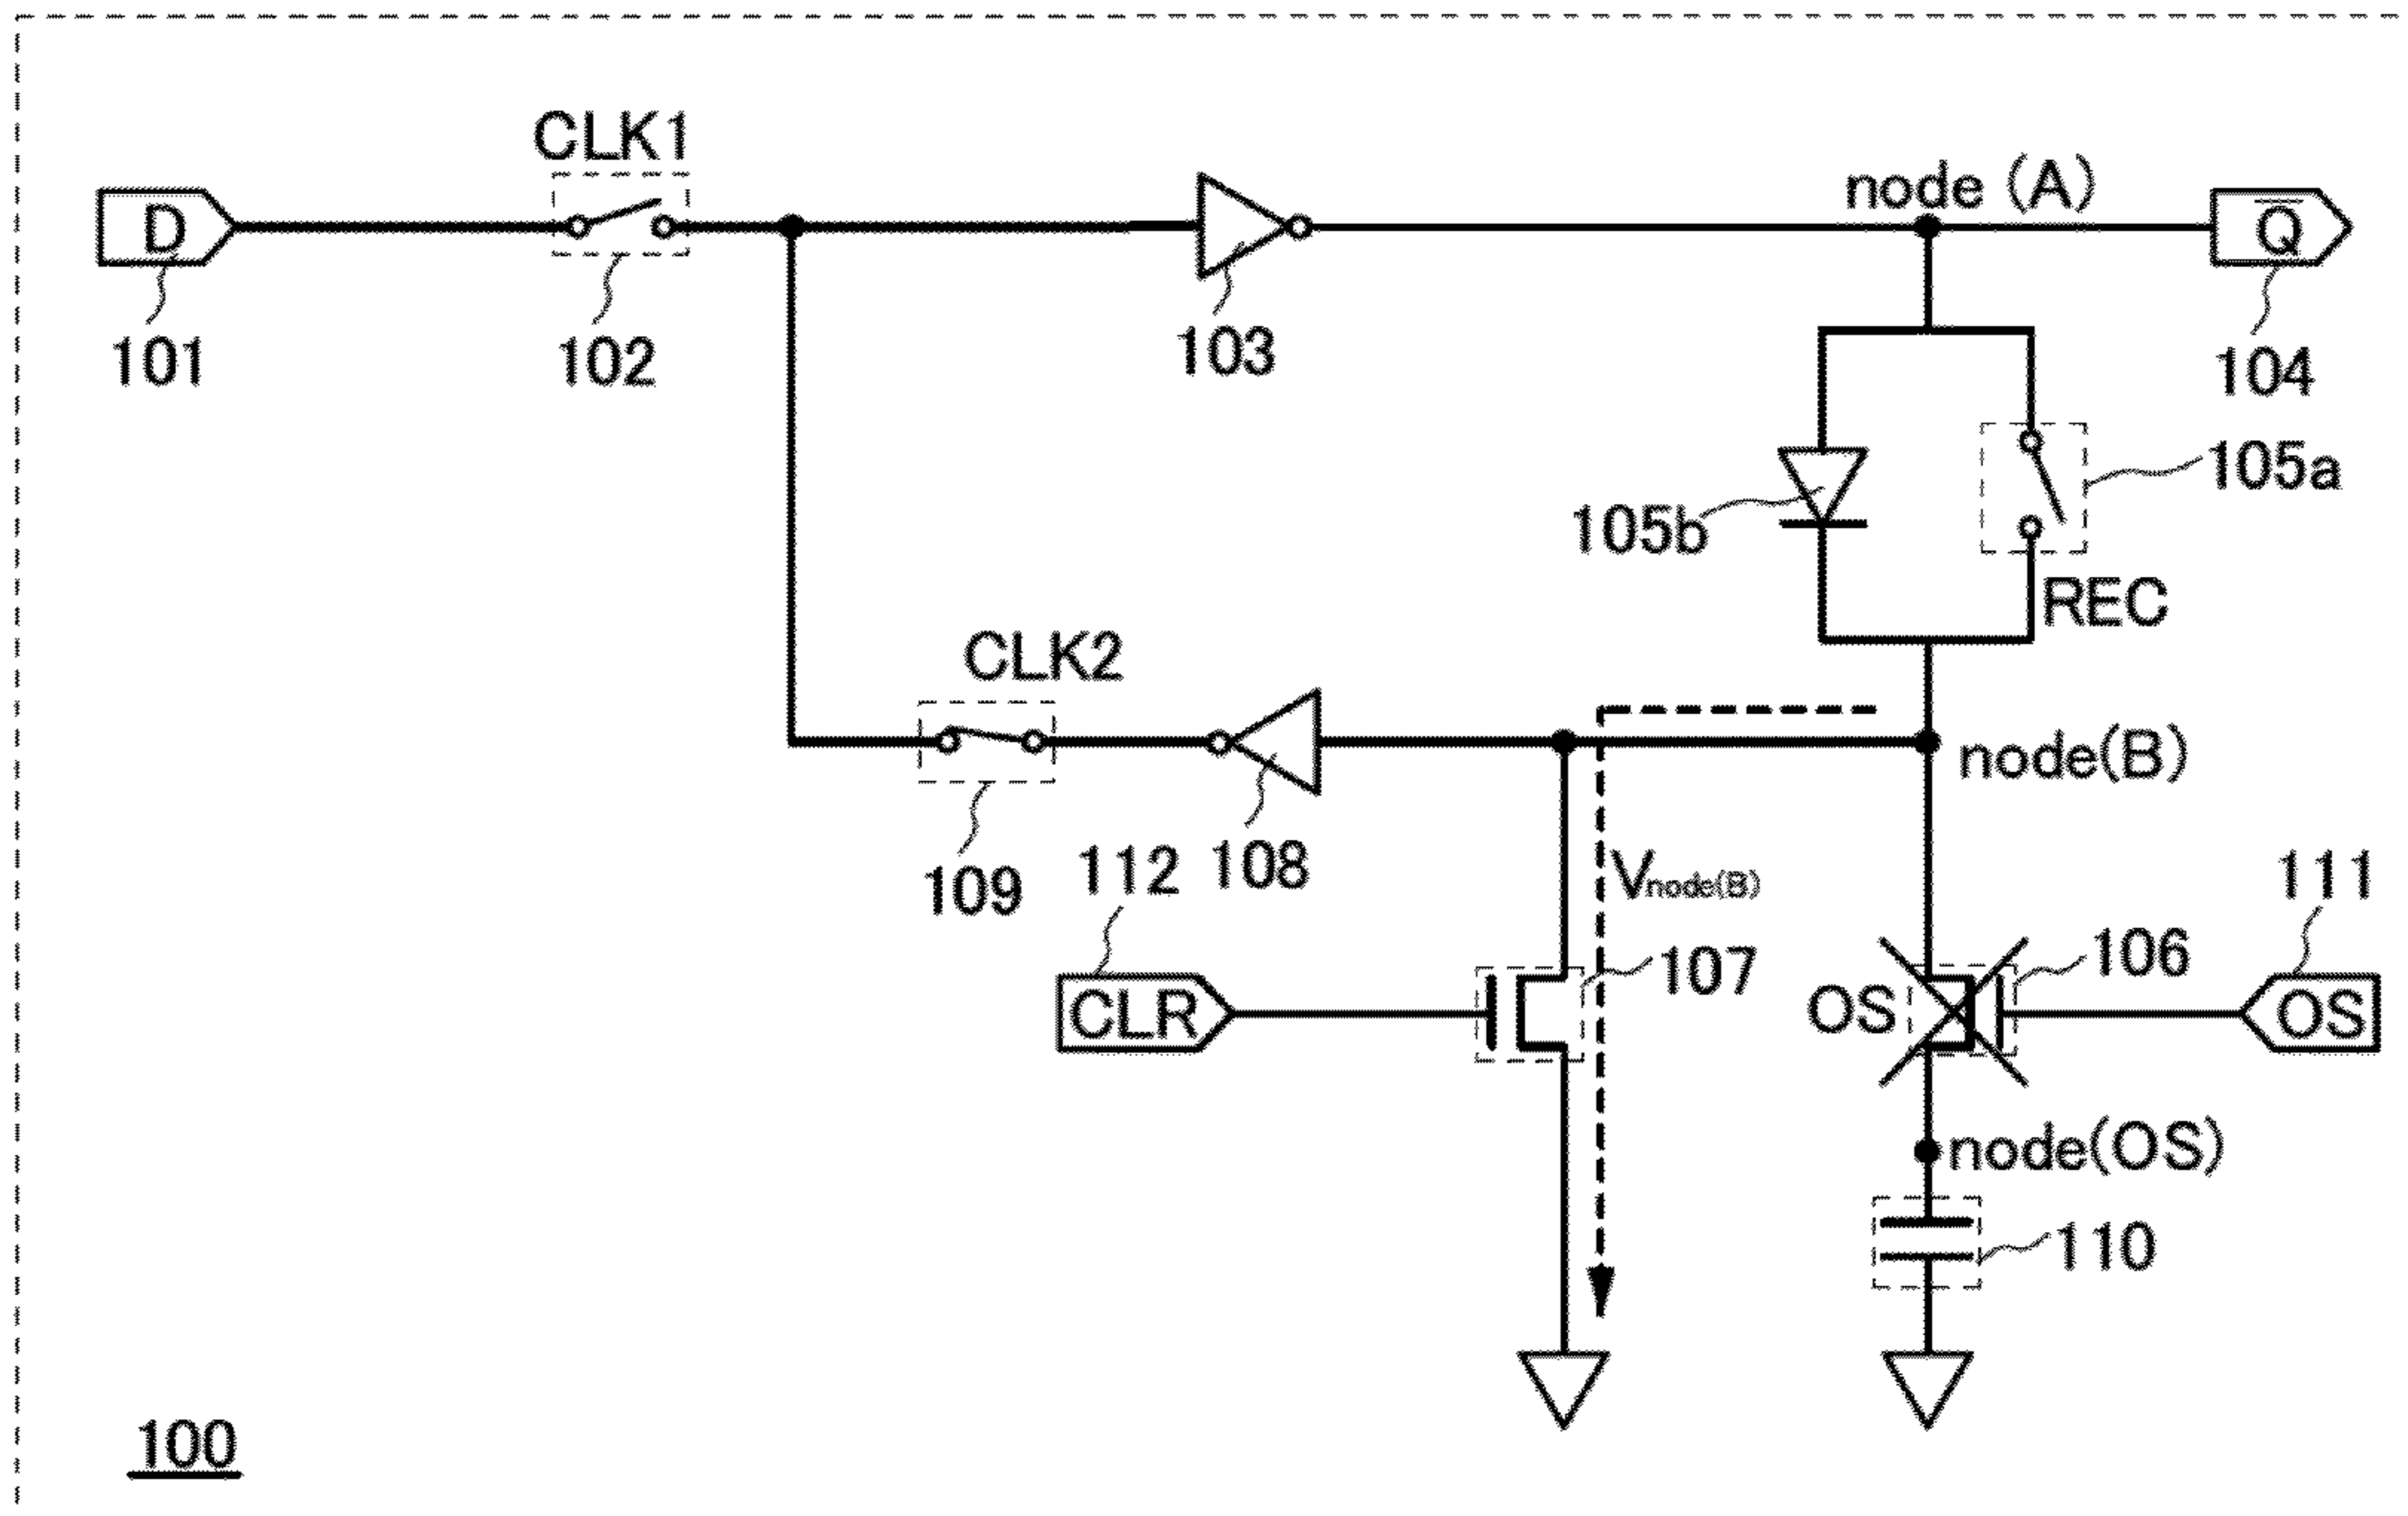 CLK1
D
101
102
103
node (A)
Q̅
104
105a
105b
REC
CLK2
109
108
node(B)
112
Vnode(B)
107
106
111
CLR
OS
OS
node(OS)
110
100